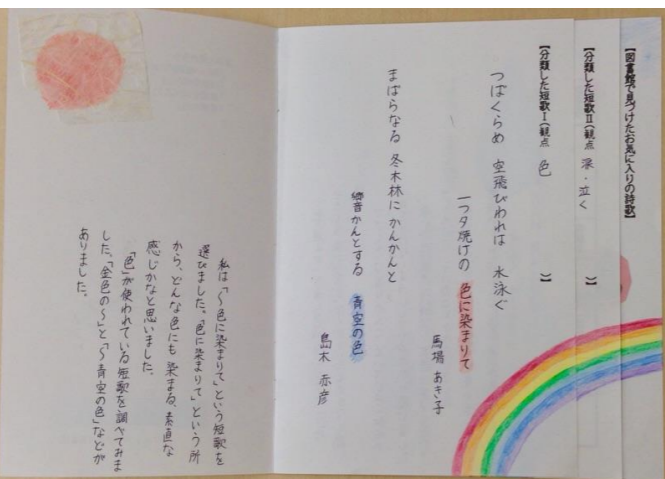 【図書館で見つけたお気に入りの詩歌】
【分類した短歌Ⅱ(観点 涙・泣く 】
【分類した短歌Ⅰ(観点 色 】
つばくらめ 空飛びわれは 水泳ぐ
一つ夕焼けの 色に染まりて
馬場 あき子
まばらなる 冬木林に かんかんと
響音かんとする 青空の色
島木 赤彦
私は「〜色に染まりて」という短歌を
選びました。「色に染まりて」という所
から、どんな色にも 染まる、素直な
感じかなと思いました。
「色」が使われている短歌を調べてみま
した。「金色の〜」と「〜青空の色」などが
ありました。